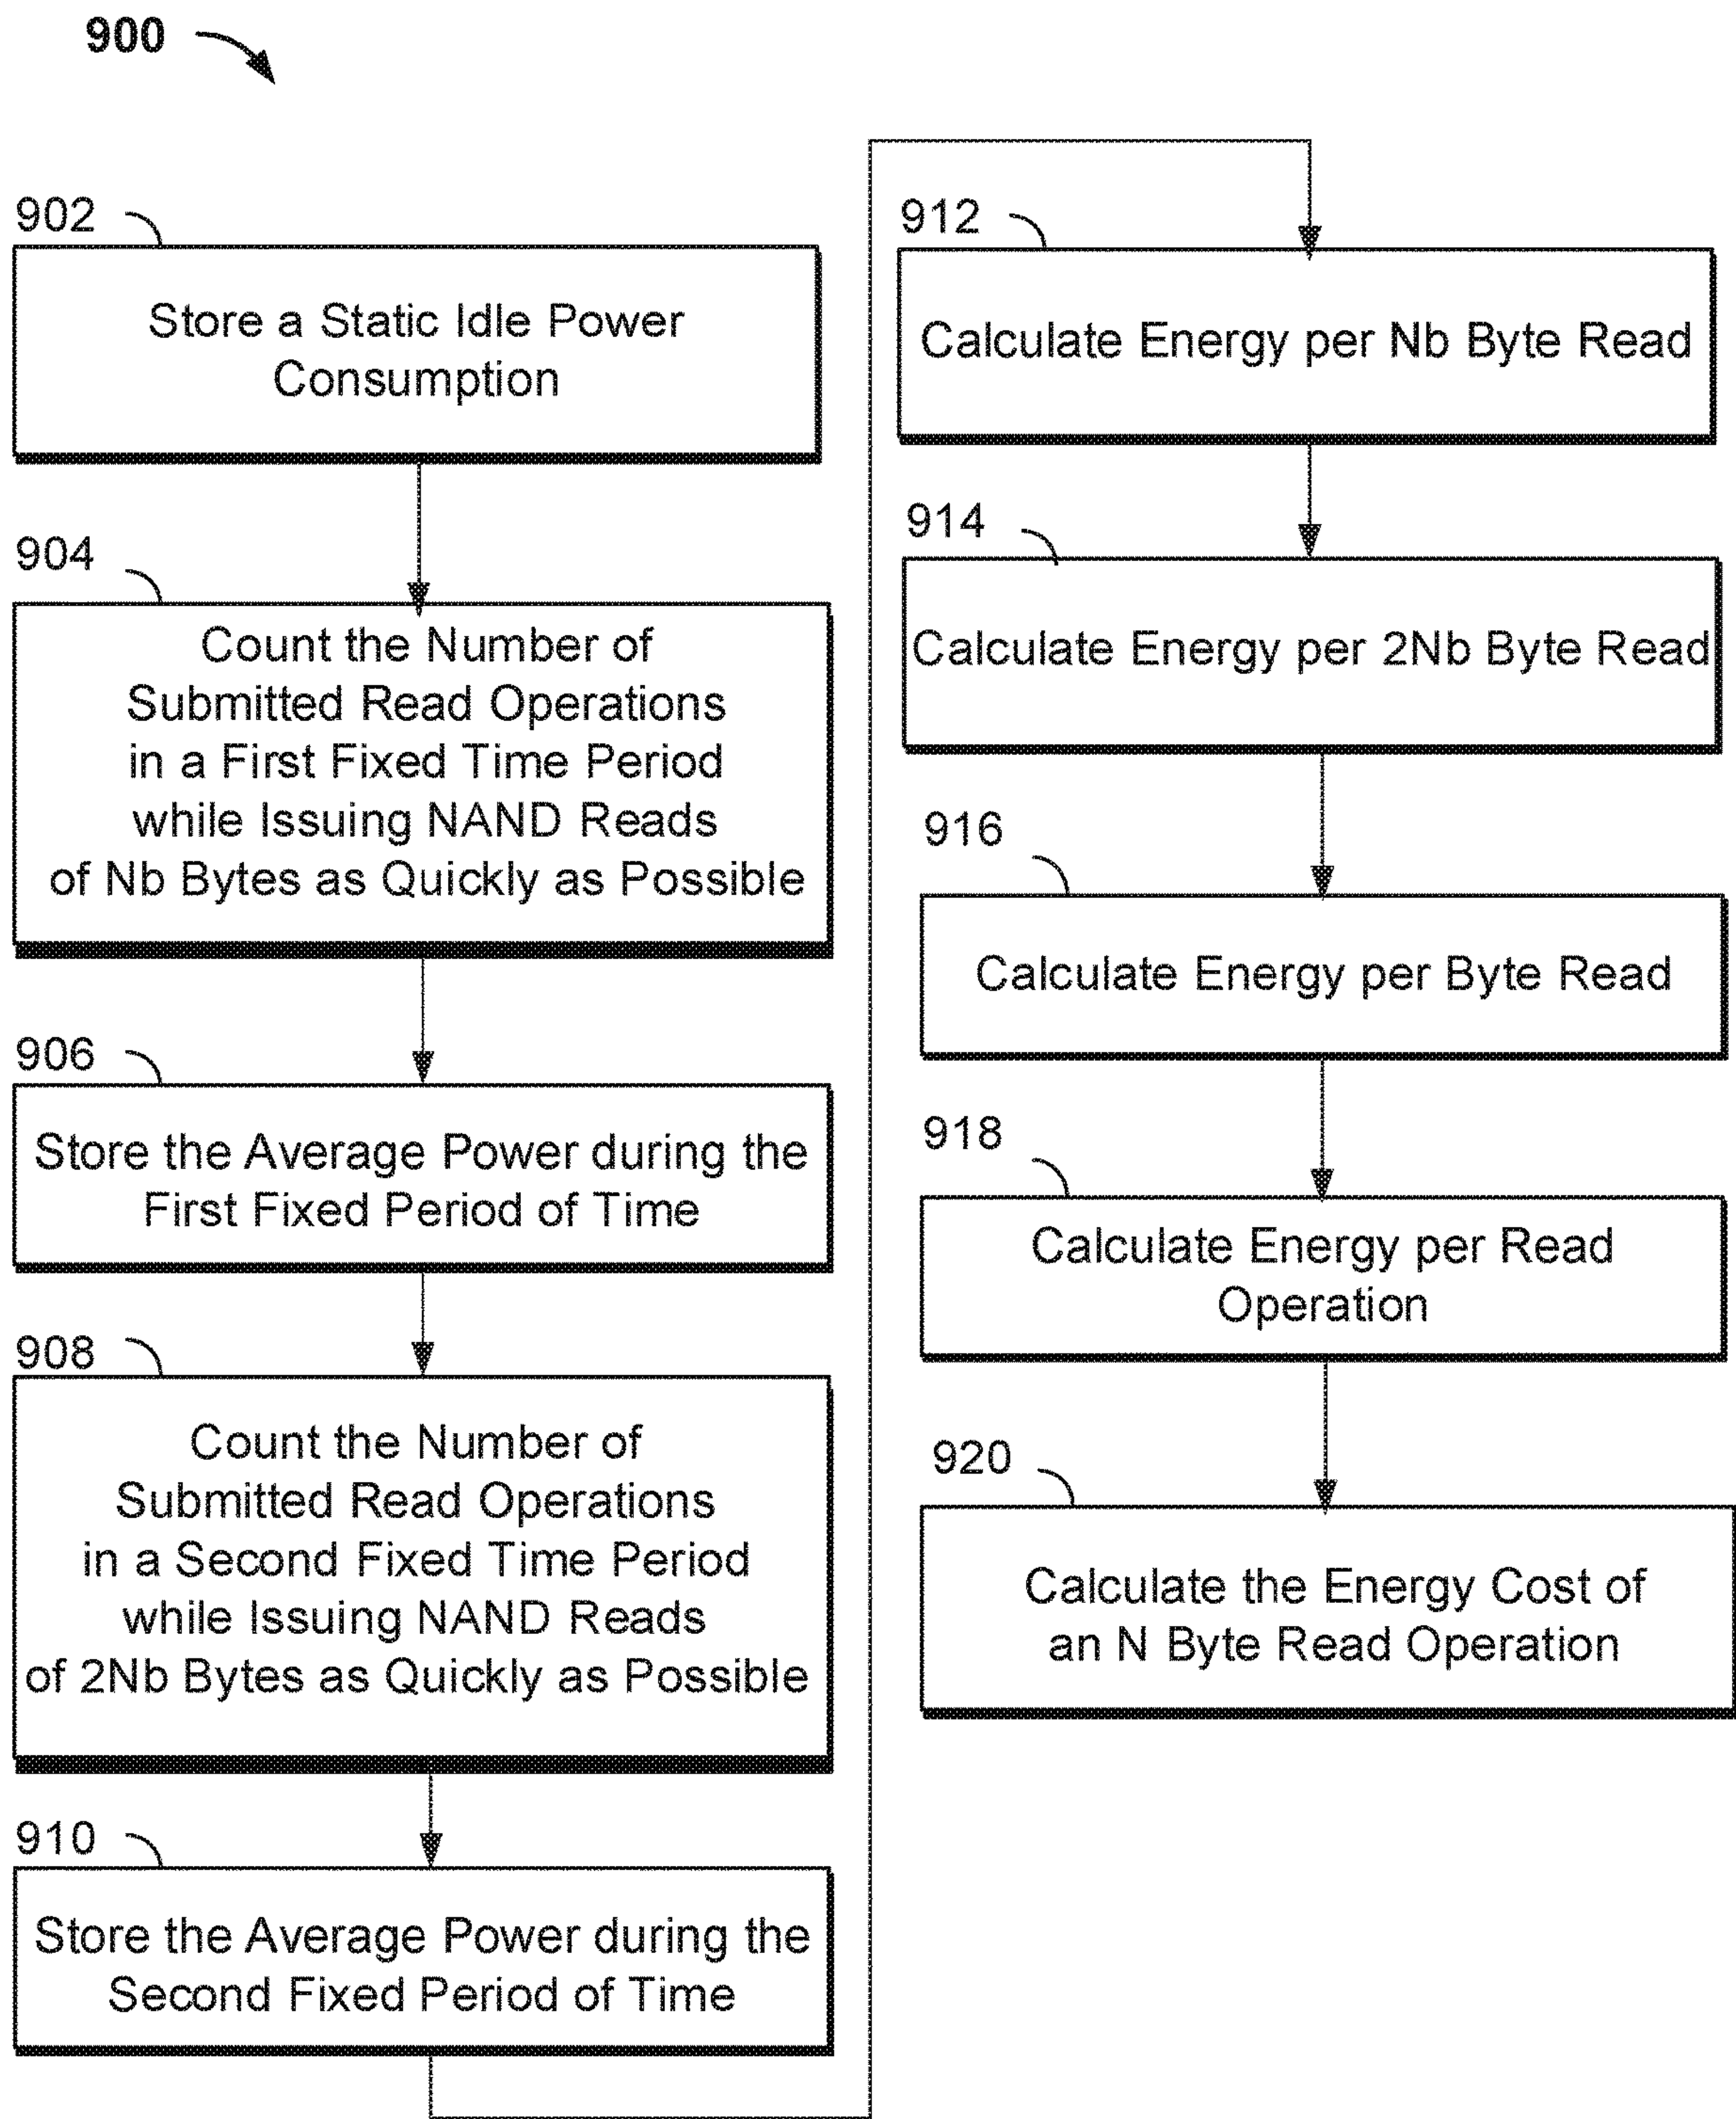 900
902
Store a Static Idle Power
Consumption
904
Count the Number of
Submitted Read Operations
in a First Fixed Time Period
while Issuing NAND Reads
of Nb Bytes as Quickly as Possible
906
Store the Average Power during the
First Fixed Period of Time
908
Count the Number of
Submitted Read Operations
in a Second Fixed Time Period
while Issuing NAND Reads
of 2Nb Bytes as Quickly as Possible
910
Store the Average Power during the
Second Fixed Period of Time
912
Calculate Energy per Nb Byte Read
914
Calculate Energy per 2Nb Byte Read
916
Calculate Energy per Byte Read
918
Calculate Energy per Read
Operation
920
Calculate the Energy Cost of
an N Byte Read Operation